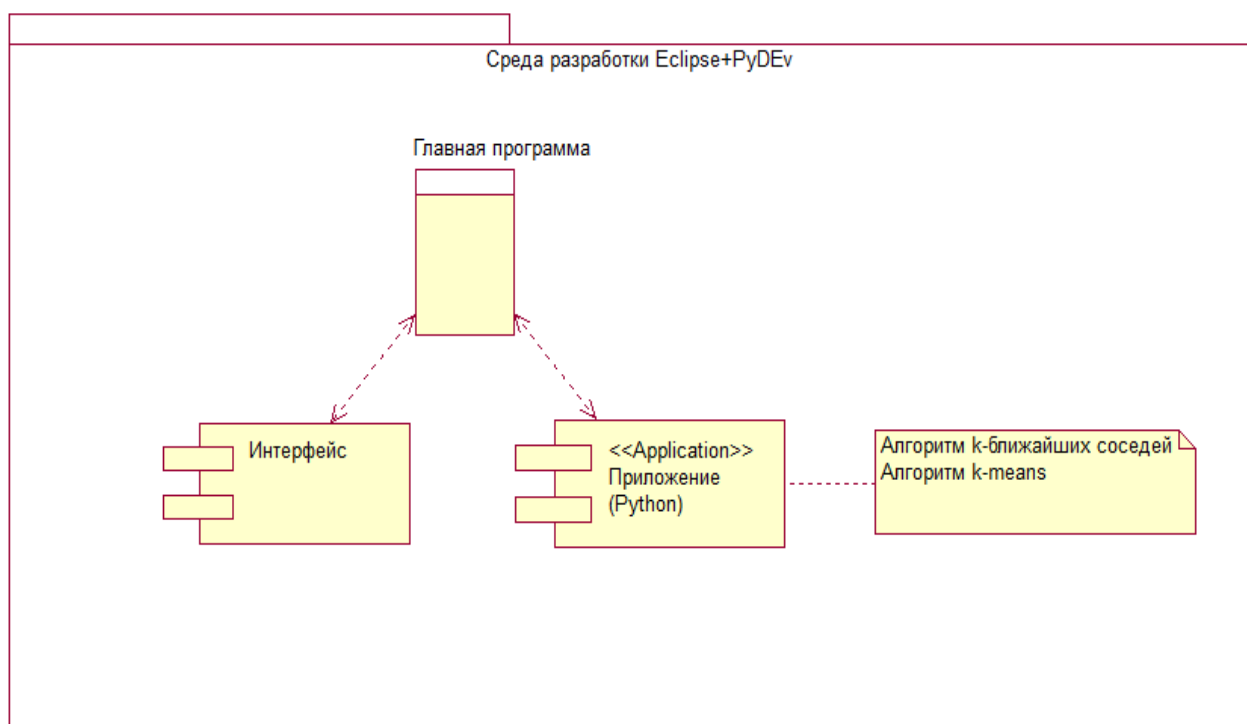 Среда разработки Eclipse+PyDEv
Главная программа
Интерфейс
<<Application>>
Приложение
(Python)
Алгоритм k-ближайших соседей
Алгоритм k-means